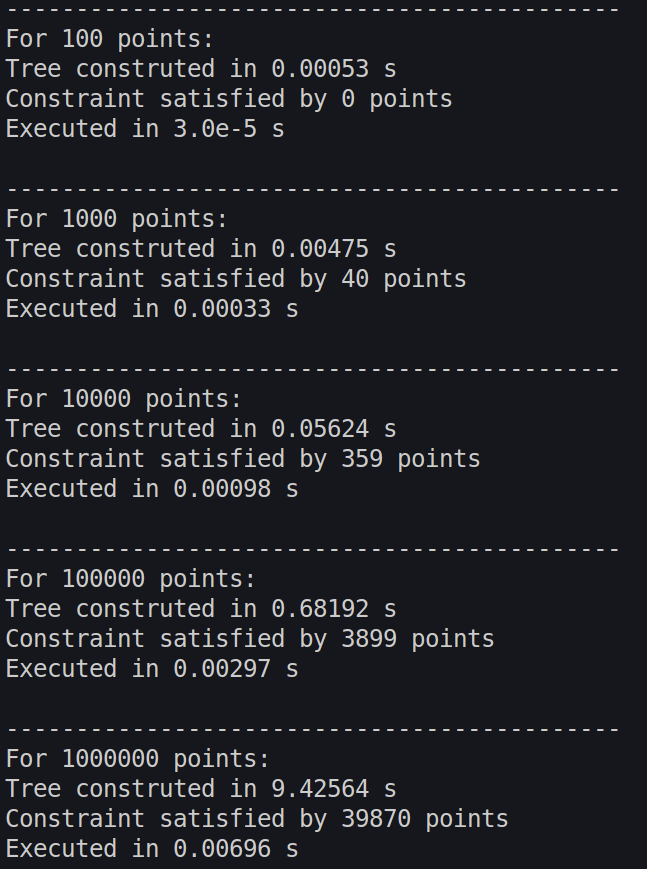 --------------------------------------------
For 100 points:
Tree construted in 0.00053 s
Constraint satisfied by 0 points
Executed in 3.0e-5 s
--------------------------------------------
For 1000 points:
Tree construted in 0.00475 s
Constraint satisfied by 40 points
Executed in 0.00033 s
--------------------------------------------
For 10000 points:
Tree construted in 0.05624 s
Constraint satisfied by 359 points
Executed in 0.00098 s
--------------------------------------------
For 100000 points:
Tree construted in 0.68192 s
Constraint satisfied by 3899 points
Executed in 0.00297 s
--------------------------------------------
For 1000000 points:
Tree construted in 9.42564 s
Constraint satisfied by 39870 points
Executed in 0.00696 s